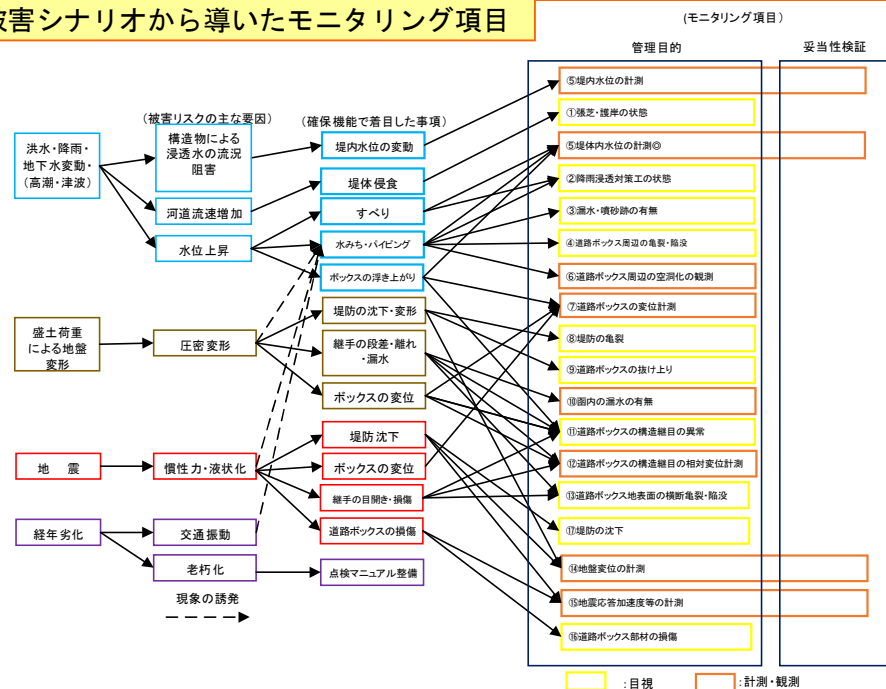 被害シナリオから導いたモニタリング項目
(モニタリング項目)
管理目的
妥当性検証
(被害リスクの主な要因)
(確保機能で着目した事項)
洪水・降雨・
地下水変動・
(高潮・津波)
構造物による
浸透水の流況
阻害
河道流速増加
水位上昇
堤内水位の変動
堤体侵食
すべり
水みち・パイピング
ボックスの浮き上がり
盛土荷重
による地盤
変形
圧密変形
堤防の沈下・変形
継手の段差・離れ
・漏水
ボックスの変位
地 震
慣性力・液状化
堤防沈下
ボックスの変位
継手の目開き・損傷
道路ボックスの損傷
経年劣化
交通振動
老朽化
点検マニュアル整備
現象の誘発
⑤堤内水位の計測
①張芝・護岸の状態
⑤堤体内水位の計測◎
②降雨浸透対策工の状態
③漏水・噴砂跡の有無
④道路ボックス周辺の亀裂・陥没
⑥道路ボックス周辺の空洞化の観測
⑦道路ボックスの変位計測
⑧堤防の亀裂
⑨道路ボックスの抜け上り
⑩函内の漏水の有無
⑪道路ボックスの構造継目の異常
⑫道路ボックスの構造継目の相対変位計測
⑬道路ボックス地表面の横断亀裂・陥没
⑰堤防の沈下
⑭地盤変位の計測
⑮地震応答加速度等の計測
⑯道路ボックス部材の損傷
:目視
:計測・観測